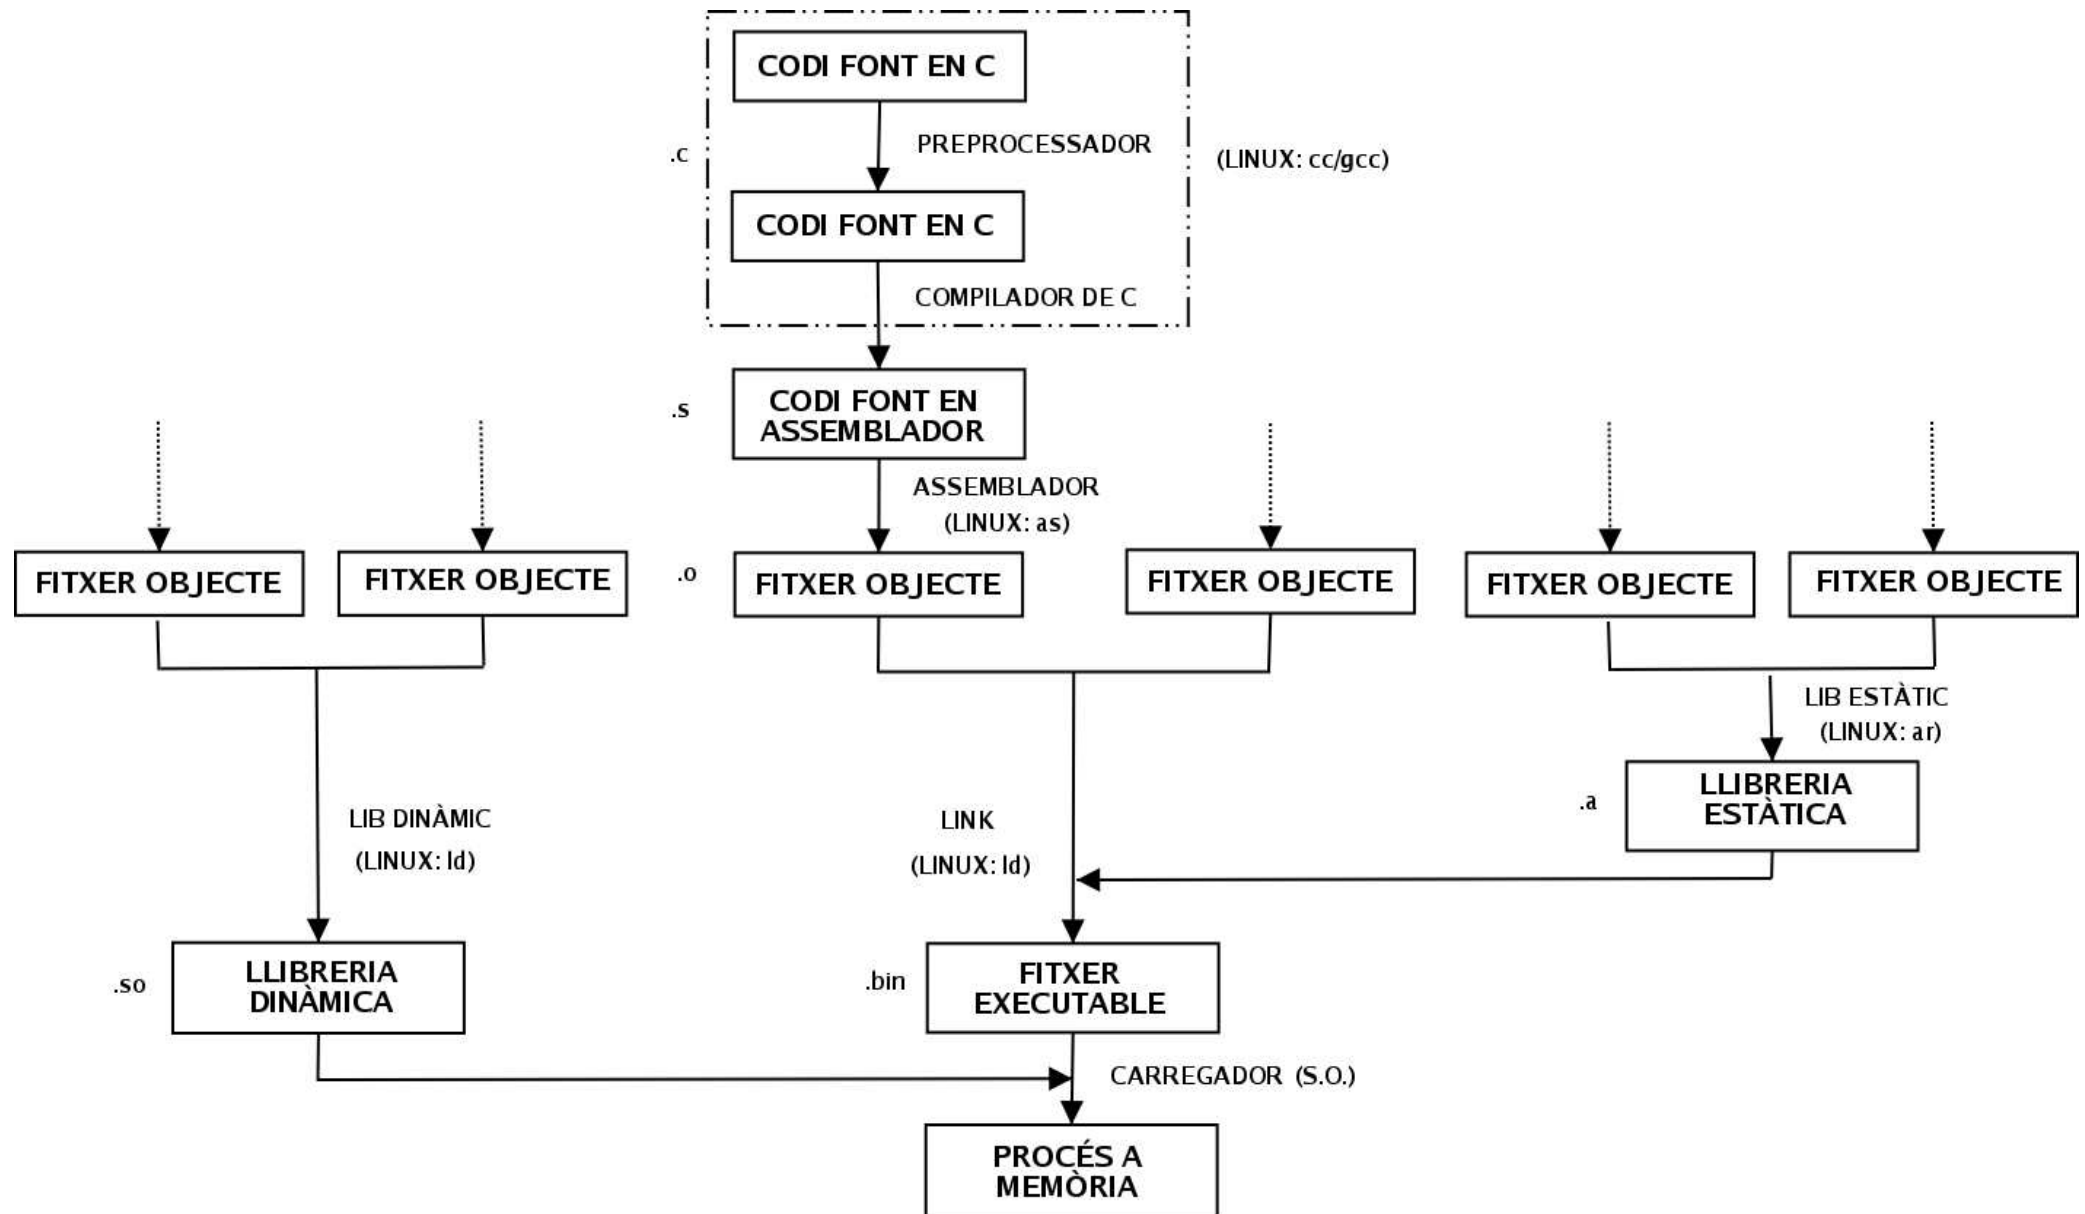 CODI FONT EN C
PREPROCESSADOR
.c
(LINUX: cc/gcc)
CODI FONT EN C
COMPILADOR DE C
.s
CODI FONT EN
ASSEMBLADOR
ASSEMBLADOR
(LINUX: as)
FITXER OBJECTE
FITXER OBJECTE
.o
FITXER OBJECTE
FITXER OBJECTE
FITXER OBJECTE
FITXER OBJECTE
LIB ESTÀTIC
(LINUX: ar)
LIB DINÀMIC
(LINUX: ld)
LINK
(LINUX: ld)
.a
LLIBRERIA
ESTÀTICA
.so
LLIBRERIA
DINÀMICA
.bin
FITXER
EXECUTABLE
CARREGADOR (S.O.)
PROCÉS A
MEMÒRIA